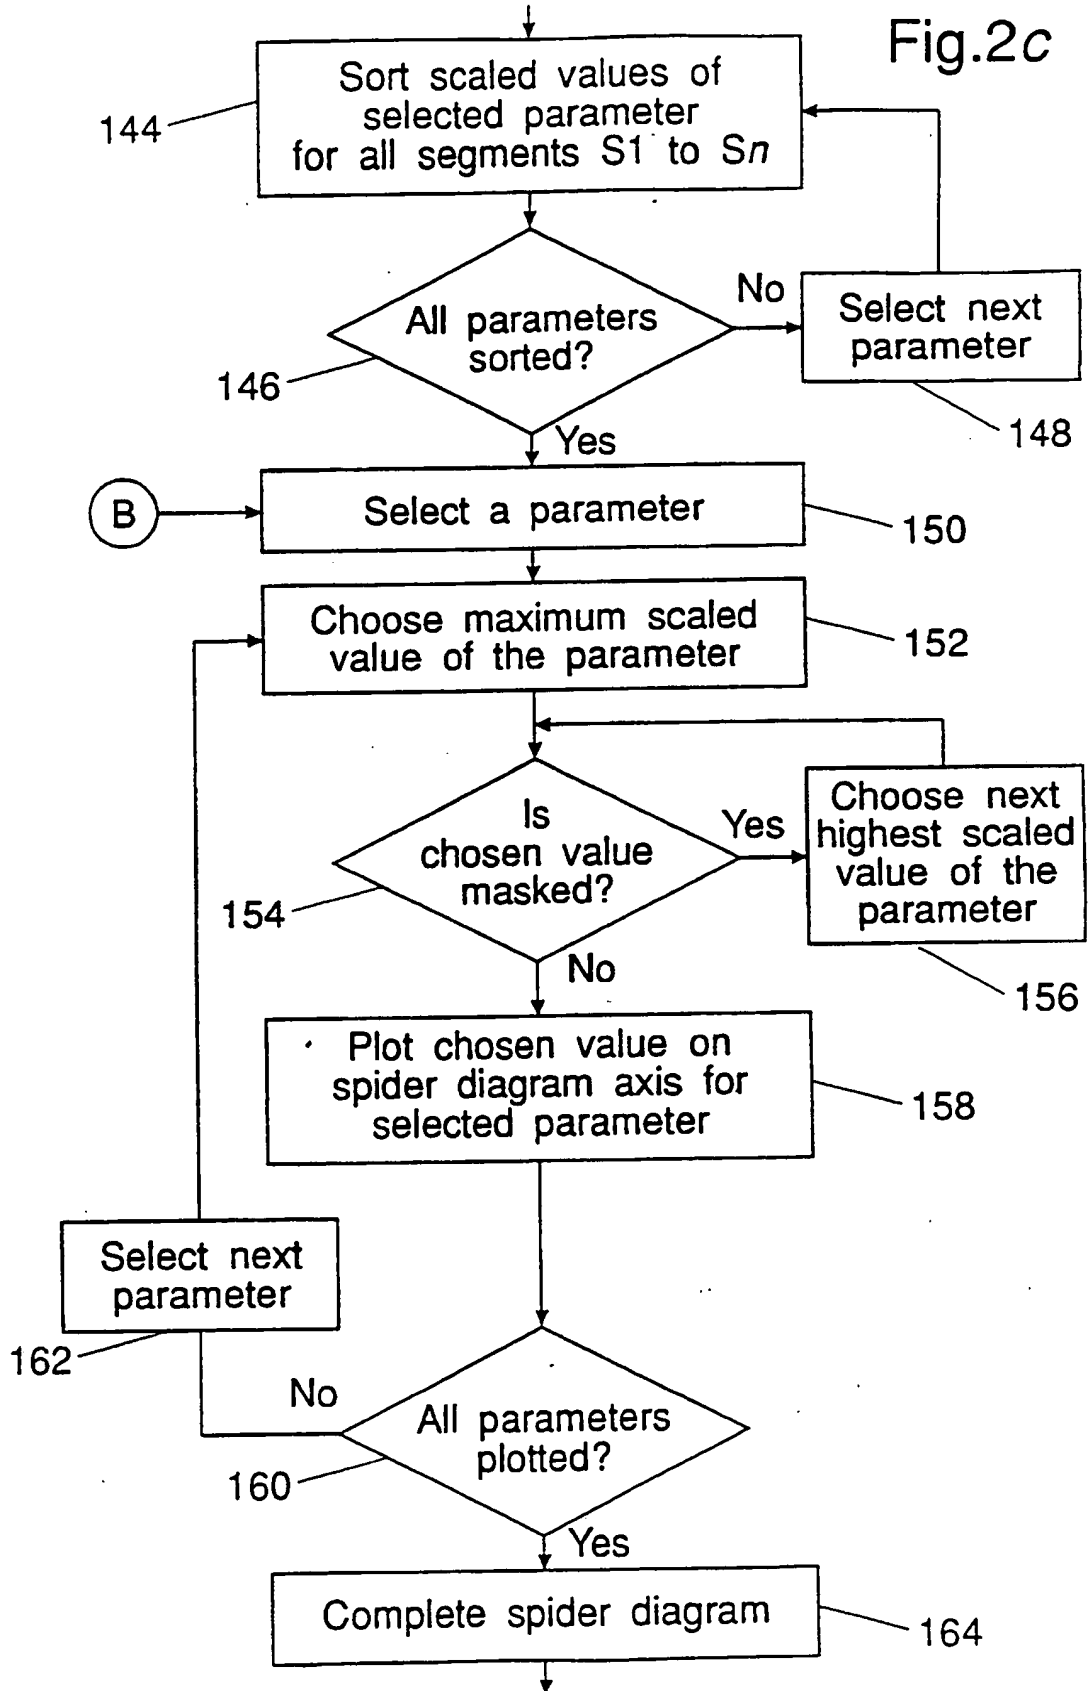 Fig.2c
Sort scaled values of
selected parameter
for all segments S1 to Sn
144
All parameters
sorted?
146
No
Select next
parameter
148
Yes
B
Select a parameter
150
Choose maximum scaled
value of the parameter
152
Is
chosen value
masked?
154
Yes
Choose next
highest scaled
value of the
parameter
156
No
Plot chosen value on
spider diagram axis for
selected parameter
158
Select next
parameter
162
No
All parameters
plotted?
160
Yes
Complete spider diagram
164